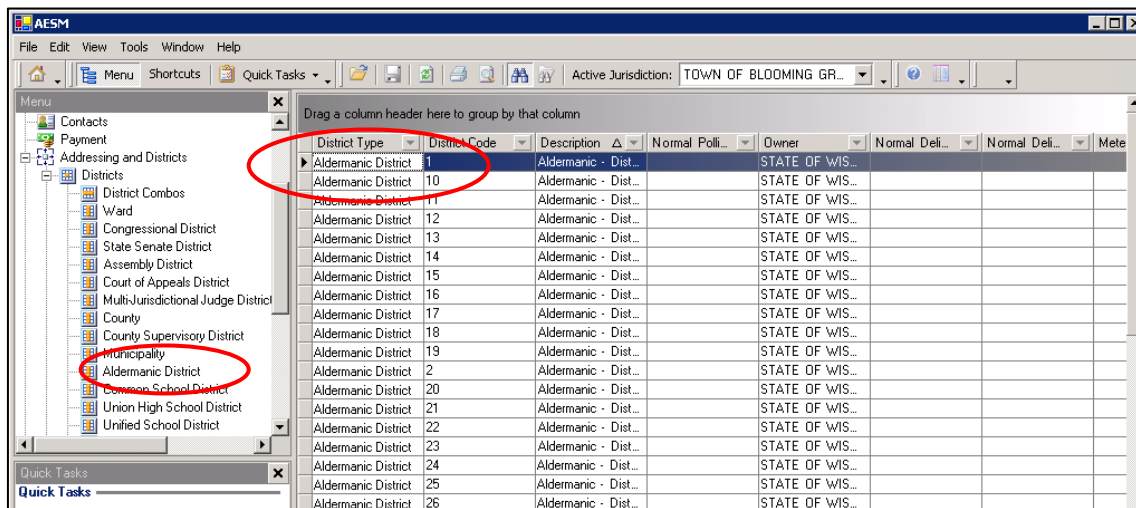 AESM
File Edit View Tools Window Help
Menu Shortcuts Quick Tasks Active Jurisdiction: TOWN OF BLOOMING GR...
Menu
Contacts
Payment
Addressing and Districts
Districts
District Combos
Ward
Congressional District
State Senate District
Assembly District
Court of Appeals District
MultiJurisdictional Judge District
County
County Supervisory District
Municipality
Aldermanic District
Common School District
Union High School District
Unified School District
Quick Tasks
Quick Tasks
Drag a column header here to group by that column
District Type District Code Description Normal Polli... Owner Normal Deli... Normal Deli... Mete
Aldermanic District 1 Aldermanic - Dist... STATE OF WIS...
Aldermanic District 10 Aldermanic - Dist... STATE OF WIS...
Aldermanic District 11 Aldermanic - Dist... STATE OF WIS...
Aldermanic District 12 Aldermanic - Dist... STATE OF WIS...
Aldermanic District 13 Aldermanic - Dist... STATE OF WIS...
Aldermanic District 14 Aldermanic - Dist... STATE OF WIS...
Aldermanic District 15 Aldermanic - Dist... STATE OF WIS...
Aldermanic District 16 Aldermanic - Dist... STATE OF WIS...
Aldermanic District 17 Aldermanic - Dist... STATE OF WIS...
Aldermanic District 18 Aldermanic - Dist... STATE OF WIS...
Aldermanic District 19 Aldermanic - Dist... STATE OF WIS...
Aldermanic District 2 Aldermanic - Dist... STATE OF WIS...
Aldermanic District 20 Aldermanic - Dist... STATE OF WIS...
Aldermanic District 21 Aldermanic - Dist... STATE OF WIS...
Aldermanic District 22 Aldermanic - Dist... STATE OF WIS...
Aldermanic District 23 Aldermanic - Dist... STATE OF WIS...
Aldermanic District 24 Aldermanic - Dist... STATE OF WIS...
Aldermanic District 25 Aldermanic - Dist... STATE OF WIS...
Aldermanic District 26 Aldermanic - Dist... STATE OF WIS...